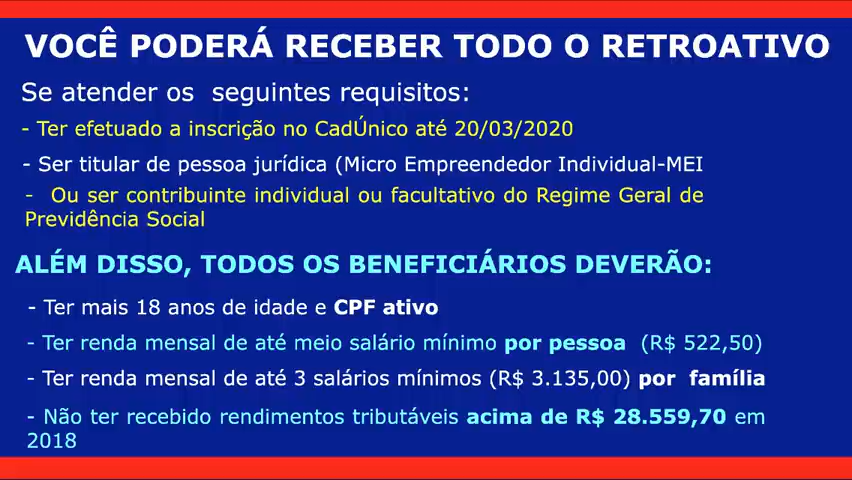 VOCÊ PODERÁ RECEBER TODO O RETROATIVO
Se atender os seguintes requisitos:
- Ter efetuado a inscrição no CadÚnico até 20/03/2020
- Ser titular de pessoa jurídica (Micro Empreendedor Individual-MEI
- Ou ser contribuinte individual ou facultativo do Regime Geral de
Previdência Social
ALÉM DISSO, TODOS OS BENEFICIÁRIOS DEVERÃO:
- Ter mais 18 anos de idade e CPF ativo
- Ter renda mensal de até meio salário mínimo por pessoa (R$ 522,50)
- Ter renda mensal de até 3 salários mínimos (R$ 3.135,00) por família
- Não ter recebido rendimentos tributáveis acima de R$ 28.559,70 em
2018